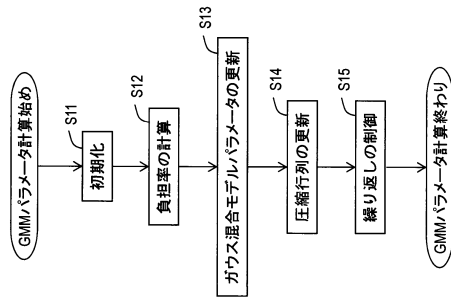 GMMパラメータ計算始め
S11
初期化
S12
負担率の計算
S13
ガウス混合モデルパラメータの更新
S14
圧縮行列の更新
S15
繰り返しの制御
GMMパラメータ計算終わり